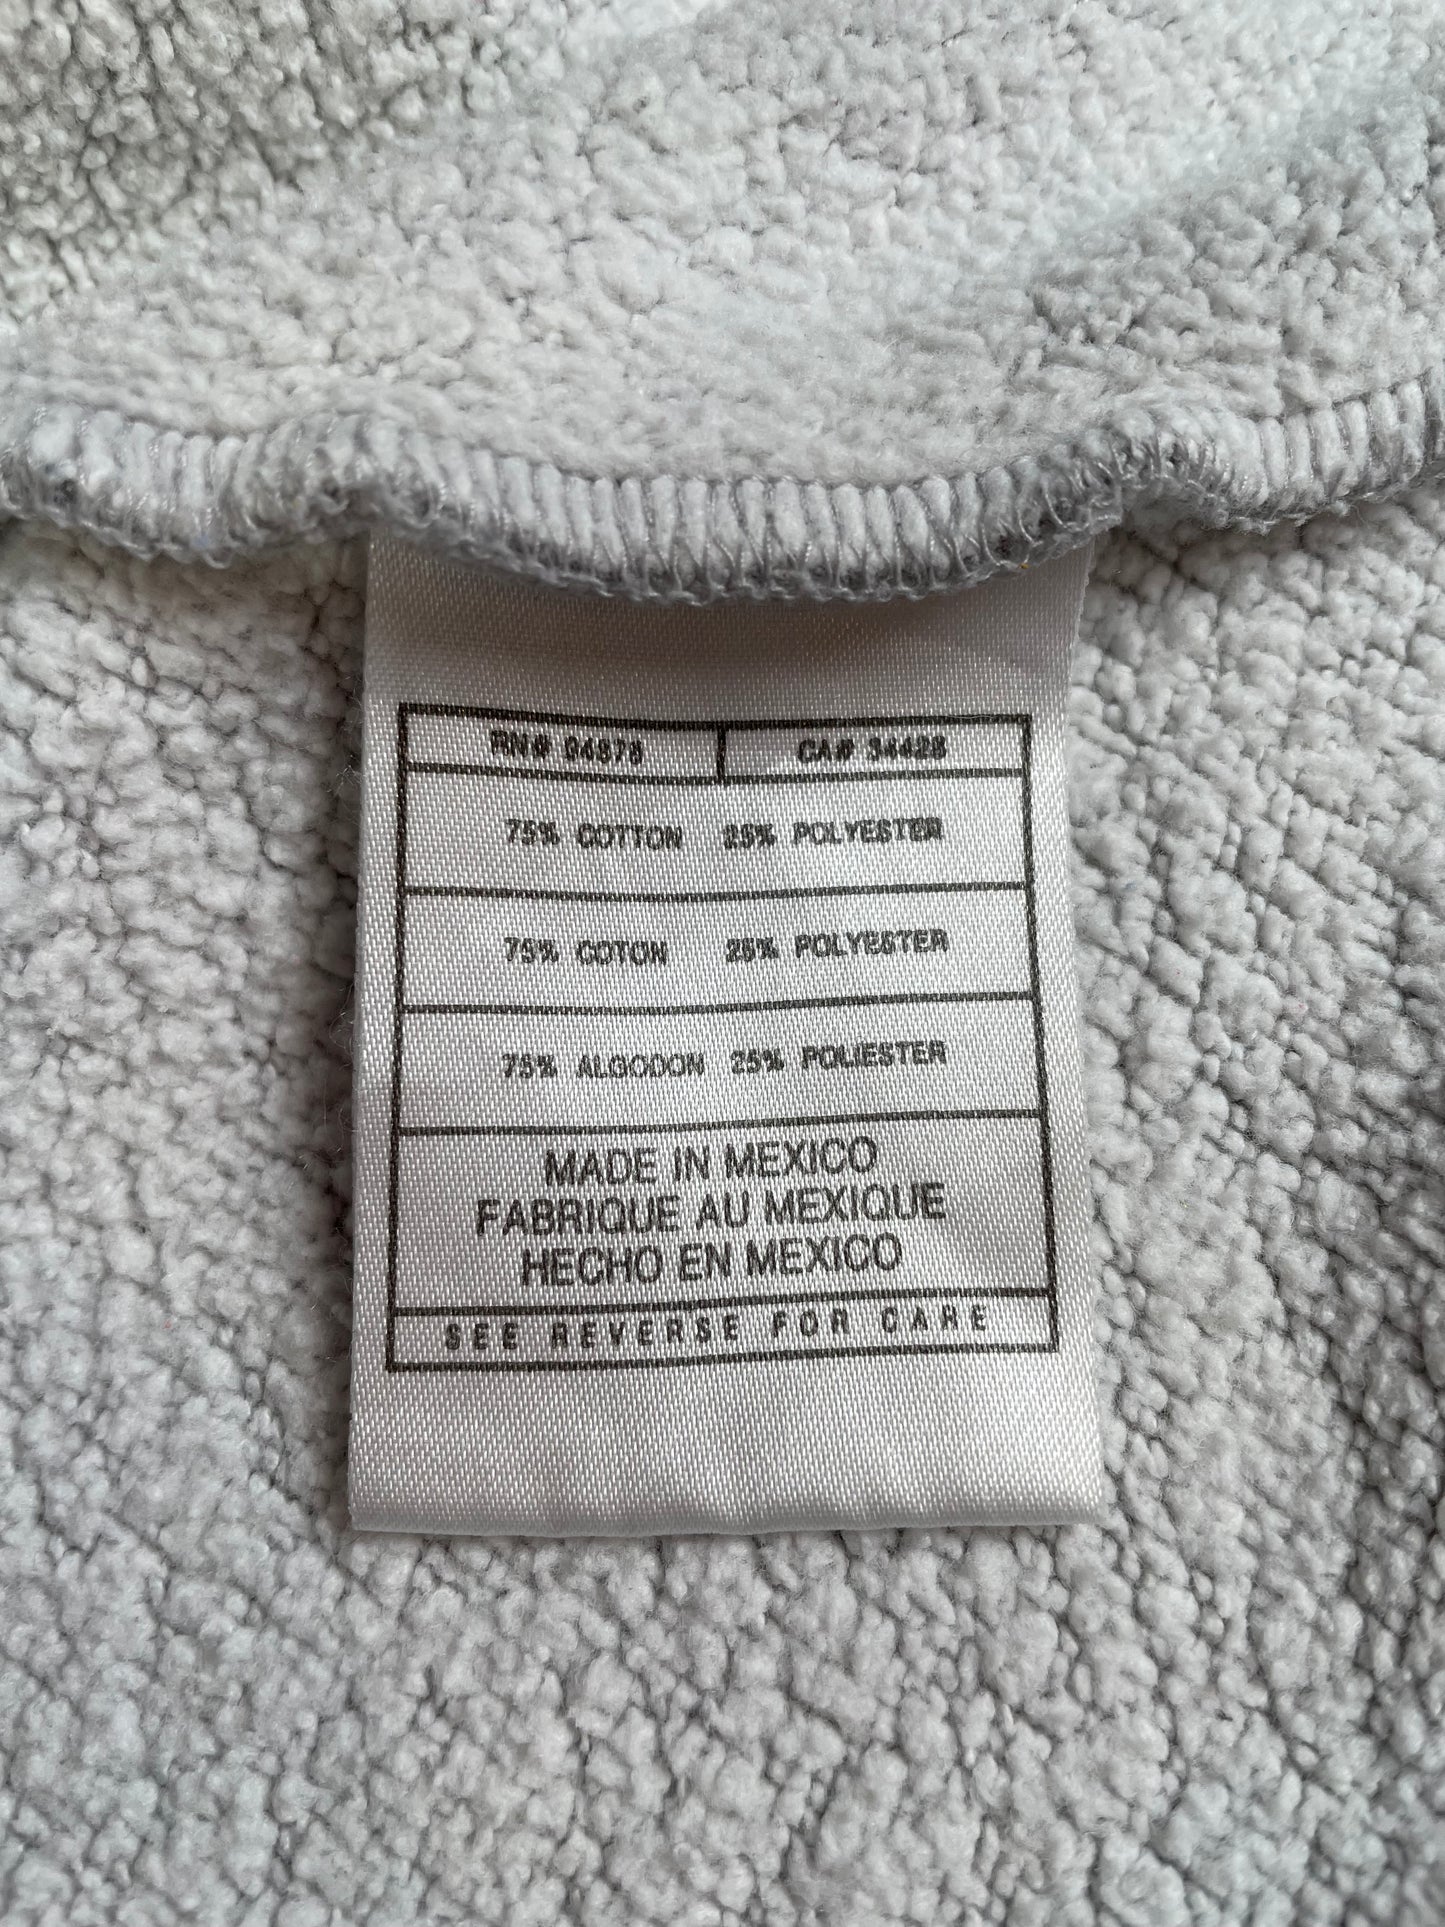 RN# 94878 CA# 34428
75% COTTON 25% POLYESTER
75% COTON 25% POLYESTER
75% ALGODON 25% POLIESTER
MADE IN MEXICO
FABRIQUE AU MEXIQUE
HECHO EN MEXICO
SEE REVERSE FOR CARE